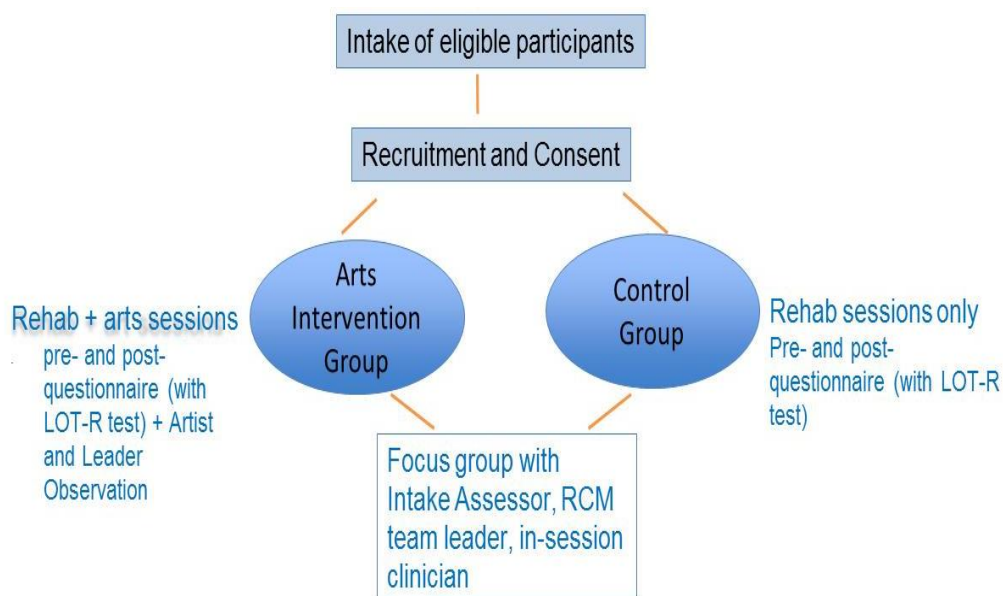 Intake of eligible participants
Recruitment and Consent
Arts
Intervention
Group
Control
Group
Rehab + arts sessions
pre- and post-
questionnaire (with
LOT-R test) + Artist
and Leader
Observation
Rehab sessions only
Pre- and post-
questionnaire (with LOT-R
test)
Focus group with
Intake Assessor, RCM
team leader, in-session
clinician